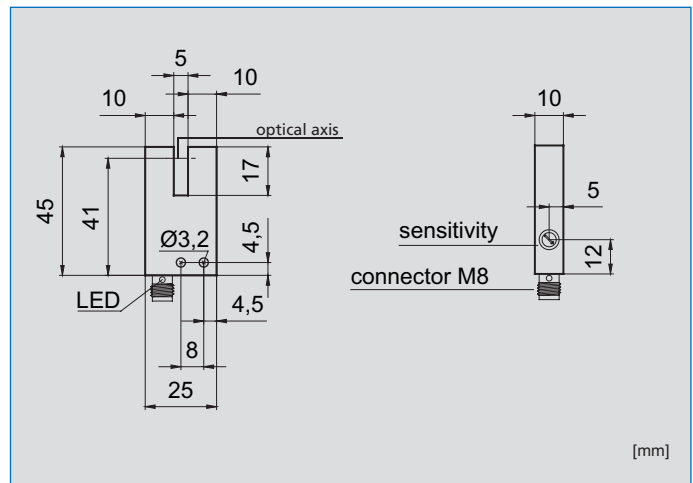 5
10
10
optical axis
45
41
17
Ø3,2
4,5
LED
4,5
8
25
10
5
sensitivity
12
connector M8
[mm]